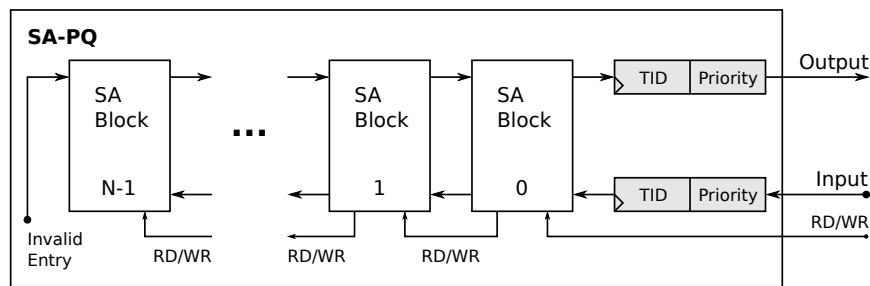 SA-PQ
SA
Block
N-1
...
SA
Block
1
SA
Block
0
TID Priority
Output
TID Priority
Input
RD/WR
Invalid
Entry
RD/WR
RD/WR
RD/WR